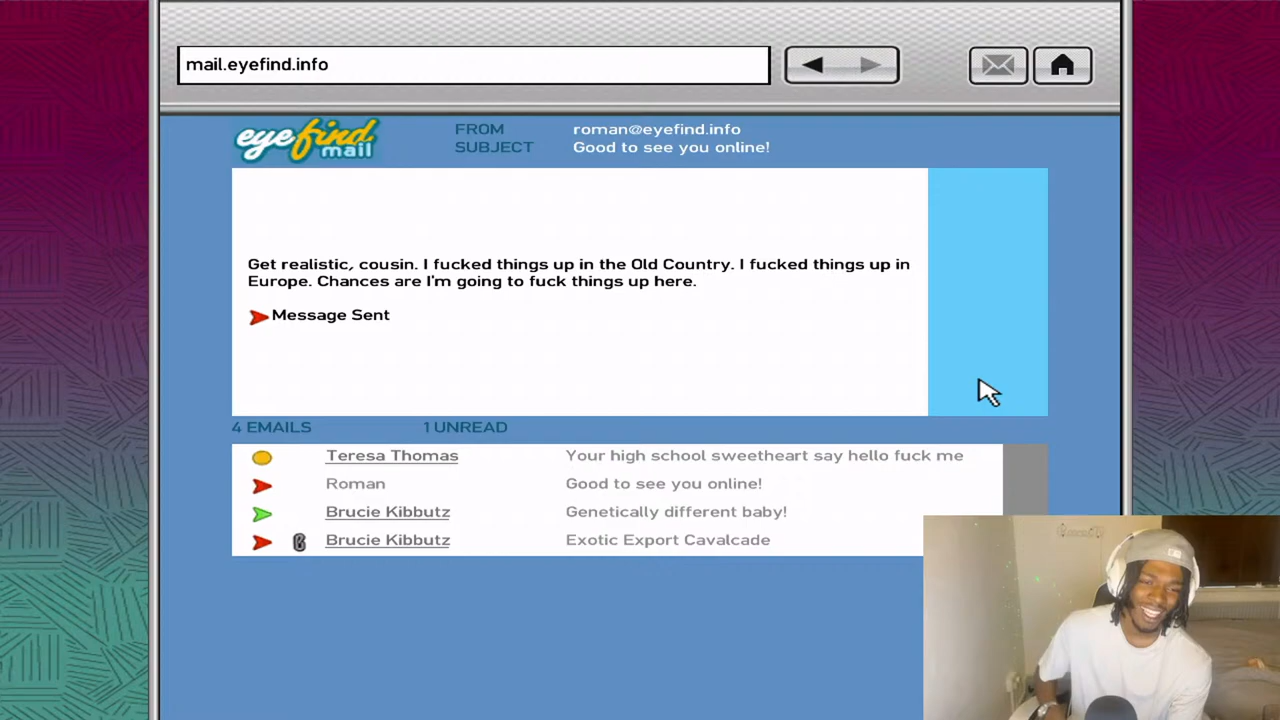 mail.eyefind.info
eyefind mail
FROM roman@eyefind.info
SUBJECT Good to see you online!
Get realistic, cousin. I fucked things up in the Old Country. I fucked things up in
Europe. Chances are I'm going to fuck things up here.
Message Sent
4 EMAILS 1 UNREAD
Teresa Thomas Your high school sweetheart say hello fuck me
Roman Good to see you online!
Brucie Kibbutz Genetically different baby!
Brucie Kibbutz Exotic Export Cavalcade